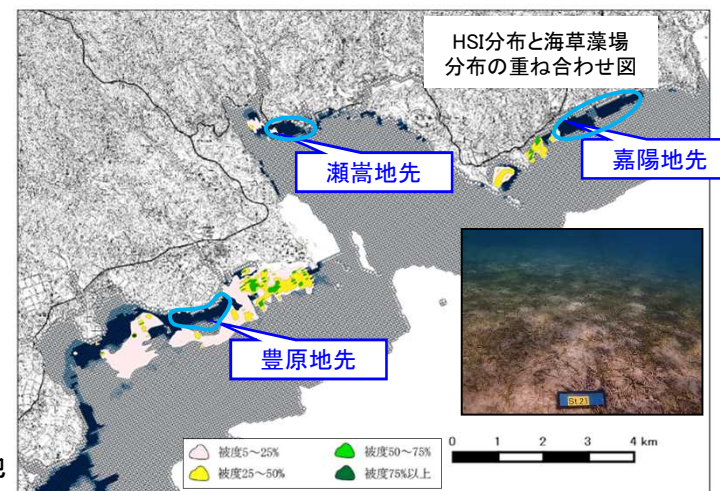 HSI分布と海草藻場
分布の重ね合わせ図
瀬嵩地先
嘉陽地先
豊原地先
St21
被度5～25%
被度50～75%
被度25～50%
被度75%以上
0 1 2 3 4 km